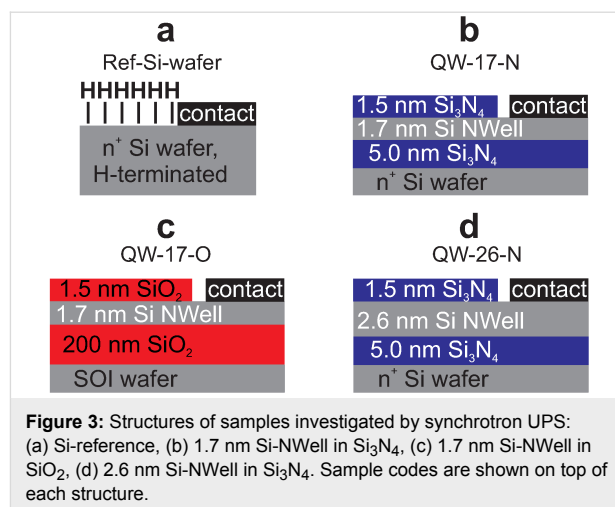 a
Ref-Si-wafer
HHHHHH
contact
n⁺ Si wafer,
H-terminated
b
QW-17-N
1.5 nm Si₃N₄
contact
1.7 nm Si NWell
5.0 nm Si₃N₄
n⁺ Si wafer
c
QW-17-O
1.5 nm SiO₂
contact
1.7 nm Si NWell
200 nm SiO₂
SOI wafer
d
QW-26-N
1.5 nm Si₃N₄
contact
2.6 nm Si NWell
5.0 nm Si₃N₄
n⁺ Si wafer
Figure 3: Structures of samples investigated by synchrotron UPS:
(a) Si-reference, (b) 1.7 nm Si-NWell in Si₃N₄, (c) 1.7 nm Si-NWell in
SiO₂, (d) 2.6 nm Si-NWell in Si₃N₄. Sample codes are shown on top of
each structure.